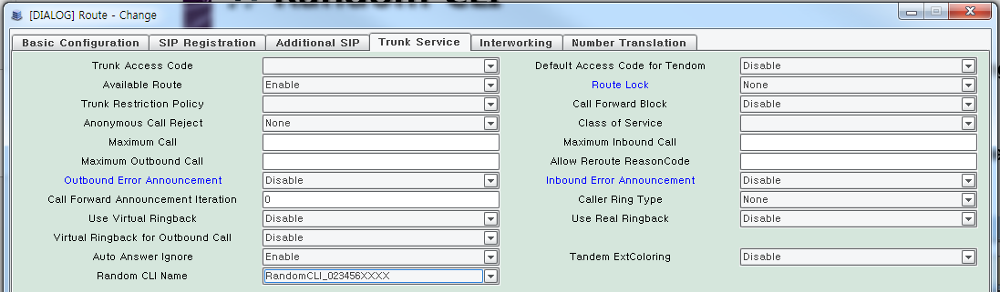 [DIALOG] Route - Change
Basic Configuration SIP Registration Additional SIP Trunk Service Interworking Number Translation
Trunk Access Code Default Access Code for Tendom Disable
Available Route Enable Route Lock None
Trunk Restriction Policy Call Forward Block Disable
Anonymous Call Reject None Class of Service
Maximum Call Maximum Inbound Call
Maximum Outbound Call Allow Reroute ReasonCode
Outbound Error Announcement Disable Inbound Error Announcement Disable
Call Forward Announcement Iteration 0 Caller Ring Type None
Use Virtual Ringback Disable Use Real Ringback Disable
Virtual Ringback for Outbound Call Disable
Auto Answer Ignore Enable Tandem ExtColoring Disable
Random CLI Name RandomCLI_023456XXXX